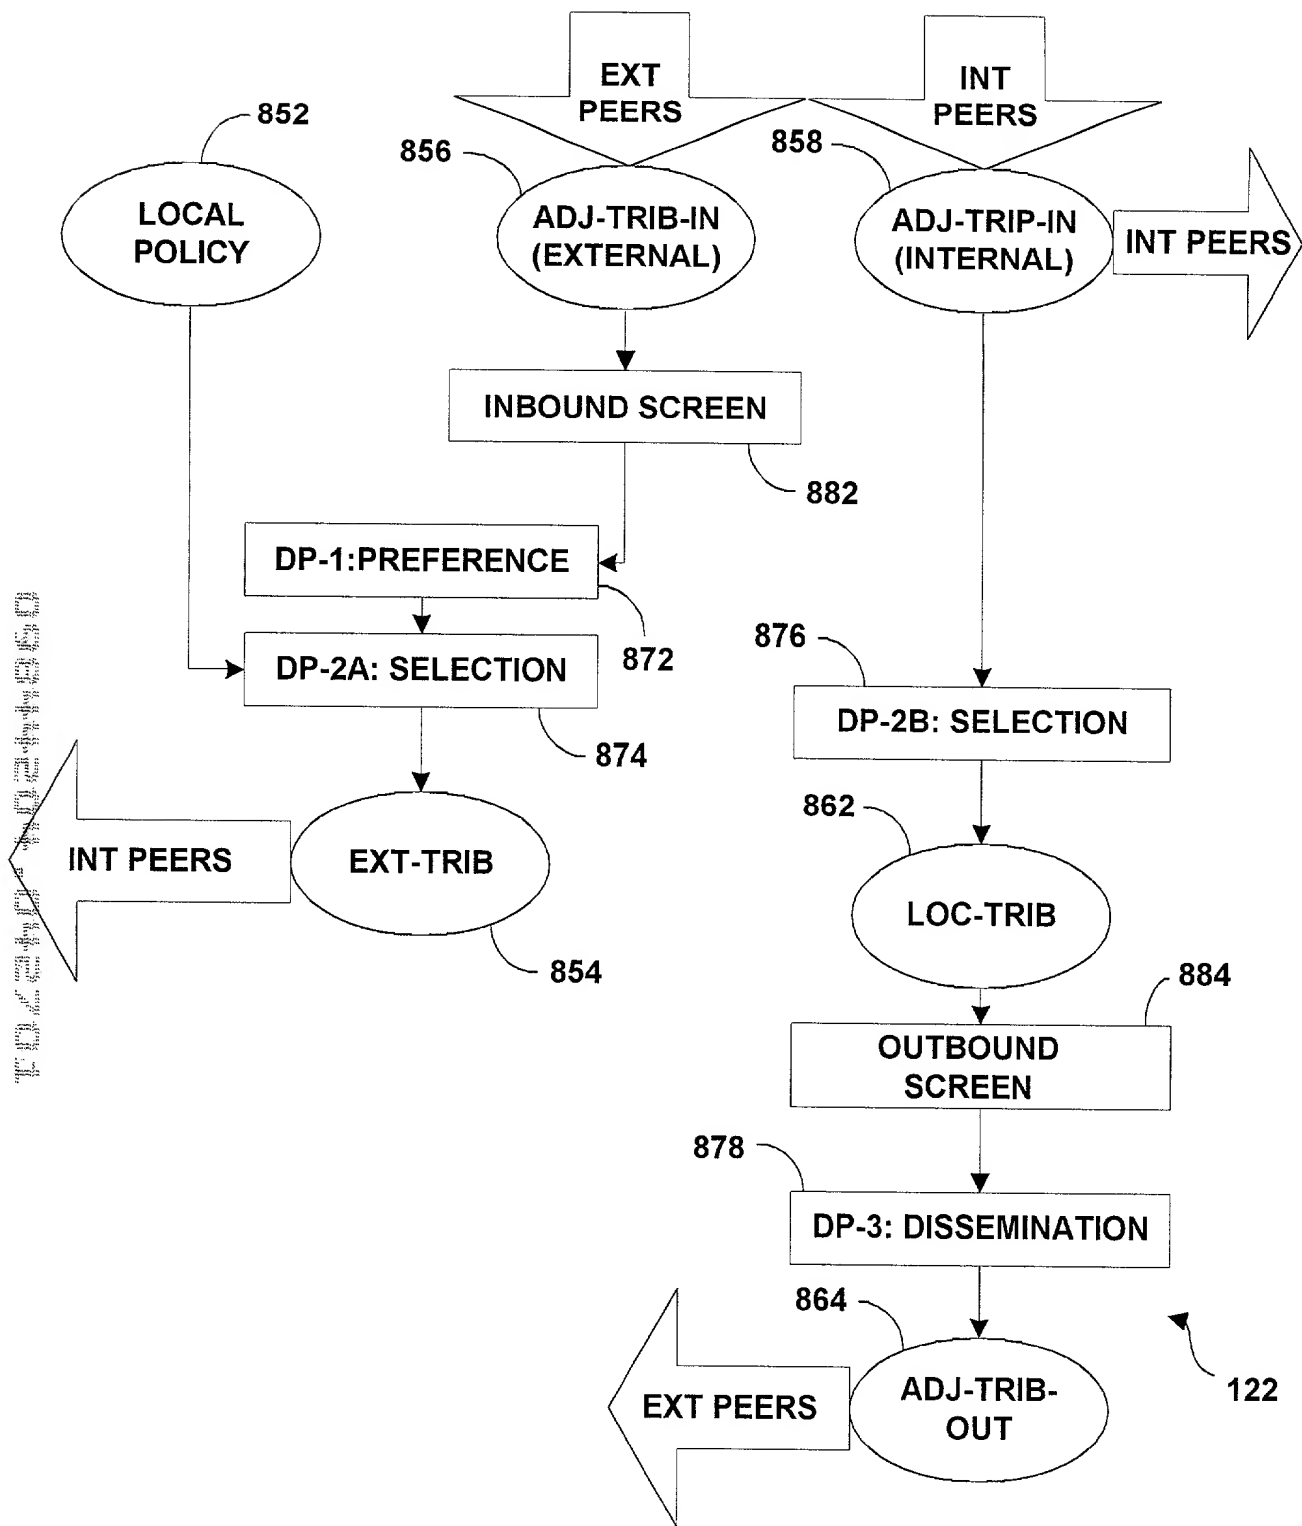 EXT
PEERS
INT
PEERS
852
856
858
LOCAL
POLICY
ADJ-TRIB-IN
(EXTERNAL)
ADJ-TRIP-IN
(INTERNAL)
INT PEERS
INBOUND SCREEN
882
DP-1:PREFERENCE
872
876
DP-2A: SELECTION
874
DP-2B: SELECTION
862
INT PEERS
EXT-TRIB
854
LOC-TRIB
884
OUTBOUND
SCREEN
878
DP-3: DISSEMINATION
864
EXT PEERS
ADJ-TRIB-
OUT
122